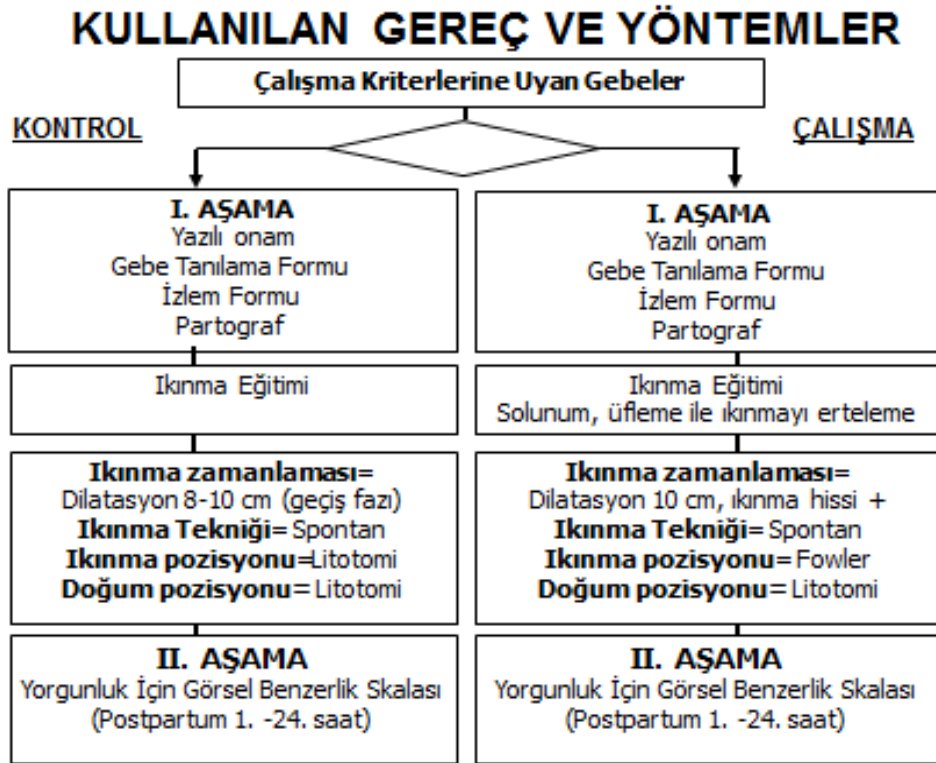 KULLANILAN GEREÇ VE YÖNTEMLER
Çalışma Kriterlerine Uyan Gebeler
KONTROL
ÇALIŞMA
I. AŞAMA
Yazılı onam
Gebe Tanılama Formu
İzlem Formu
Partograf
I. AŞAMA
Yazılı onam
Gebe Tanılama Formu
İzlem Formu
Partograf
Ikınma Eğitimi
Ikınma Eğitimi
Solunum, üfleme ile ıkınmayı erteleme
Ikınma zamanlaması=
Dilatasyon 8-10 cm (geçiş fazı)
Ikınma Tekniği= Spontan
Ikınma pozisyonu=Litotomi
Doğum pozisyonu= Litotomi
Ikınma zamanlaması=
Dilatasyon 10 cm, ıkınma hissi +
Ikınma Tekniği= Spontan
Ikınma pozisyonu= Fowler
Doğum pozisyonu= Litotomi
II. AŞAMA
Yorgunluk İçin Görsel Benzerlik Skalası
(Postpartum 1. -24. saat)
II. AŞAMA
Yorgunluk İçin Görsel Benzerlik Skalası
(Postpartum 1. -24. saat)